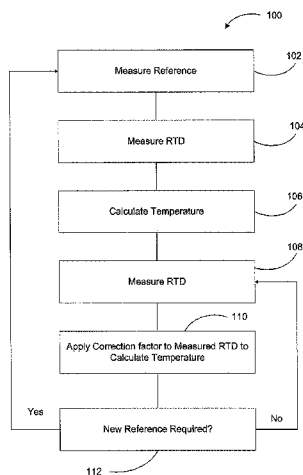 100
Measure Reference
102
Measure RTD
104
Calculate Temperature
106
Measure RTD
108
110
Apply Correction factor to Measured RTD to
Calculate Temperature
Yes
No
New Reference Required?
112